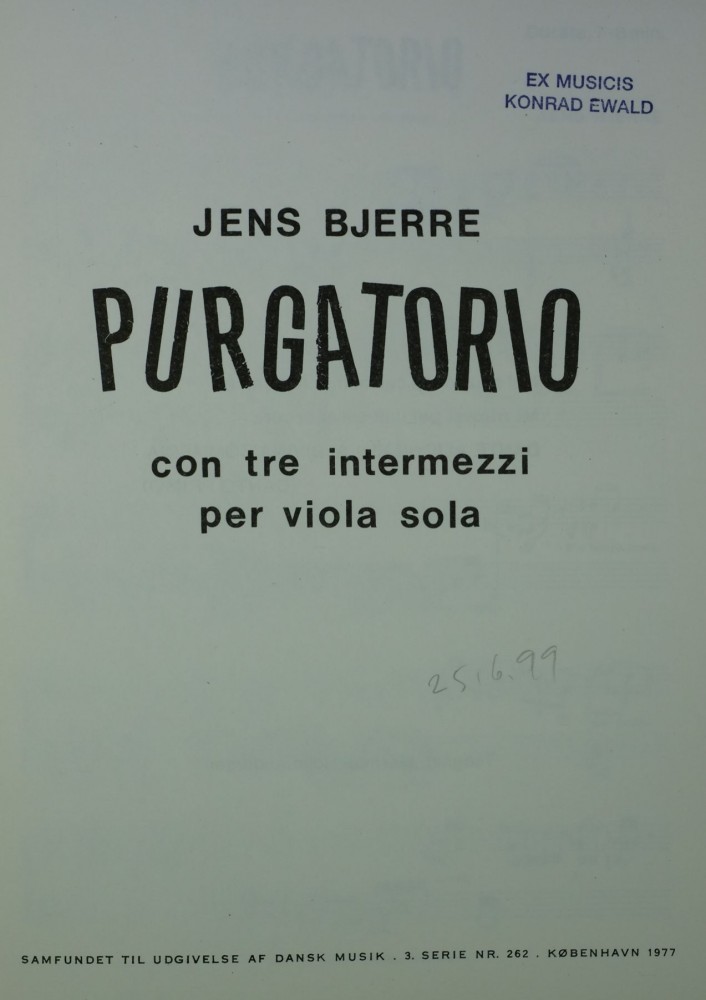 EX MUSICIS
KONRAD EWALD
JENS BJERRE
PURGATORIO
con tre intermezzi
per viola sola
25.6.99
SAMFUNDET TIL UDGIVELSE AF DANSK MUSIK . 3. SERIE NR. 262 . KØBENHAVN 1977